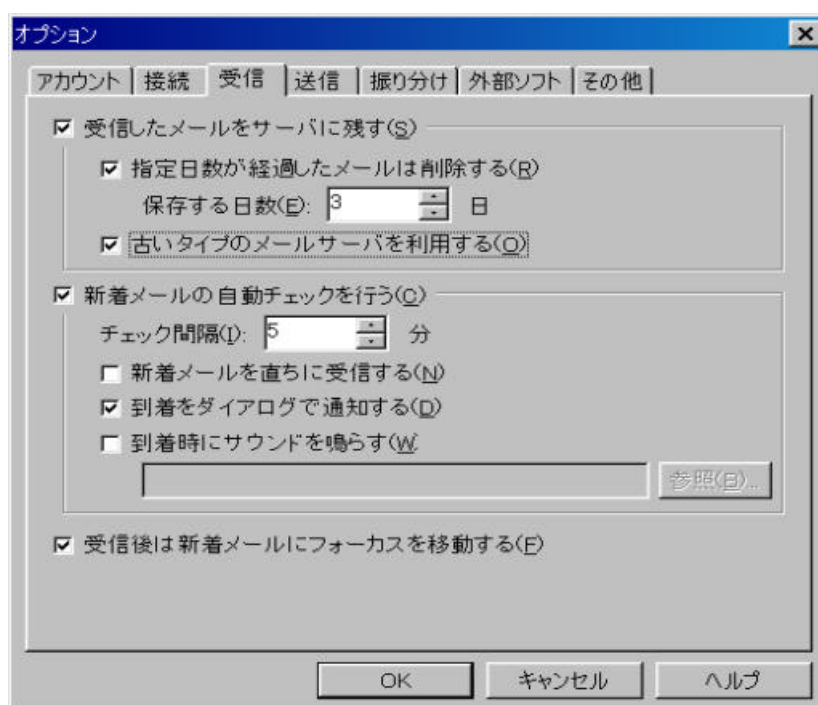 オプション
アカウント 接続 受信 送信 振り分け 外部ソフト その他
受信したメールをサーバに残す(S)
指定日数が経過したメールは削除する(R)
保存する日数(E): 3 日
古いタイプのメールサーバを利用する(O)
新着メールの自動チェックを行う(C)
チェック間隔(I): 5 分
新着メールを直ちに受信する(N)
到着をダイアログで通知する(D)
到着時にサウンドを鳴らす(W
参照(B)...
受信後は新着メールにフォーカスを移動する(F)
OK キャンセル ヘルプ